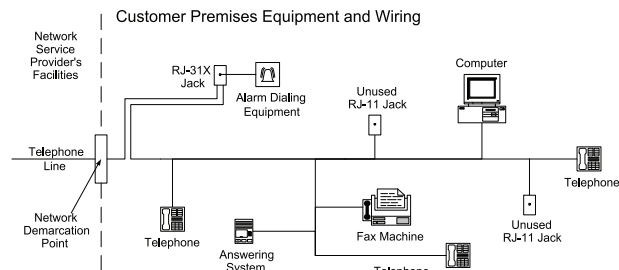 Customer Premises Equipment and Wiring
Network
Service
Provider's
Facilities
RJ-31X
Jack
Alarm Dialing
Equipment
Unused
RJ-11 Jack
Computer
Telephone
Line
Network
Demarcation
Point
Telephone
Answering
System
Fax Machine
Telephone
Unused
RJ-11 Jack
Telephone